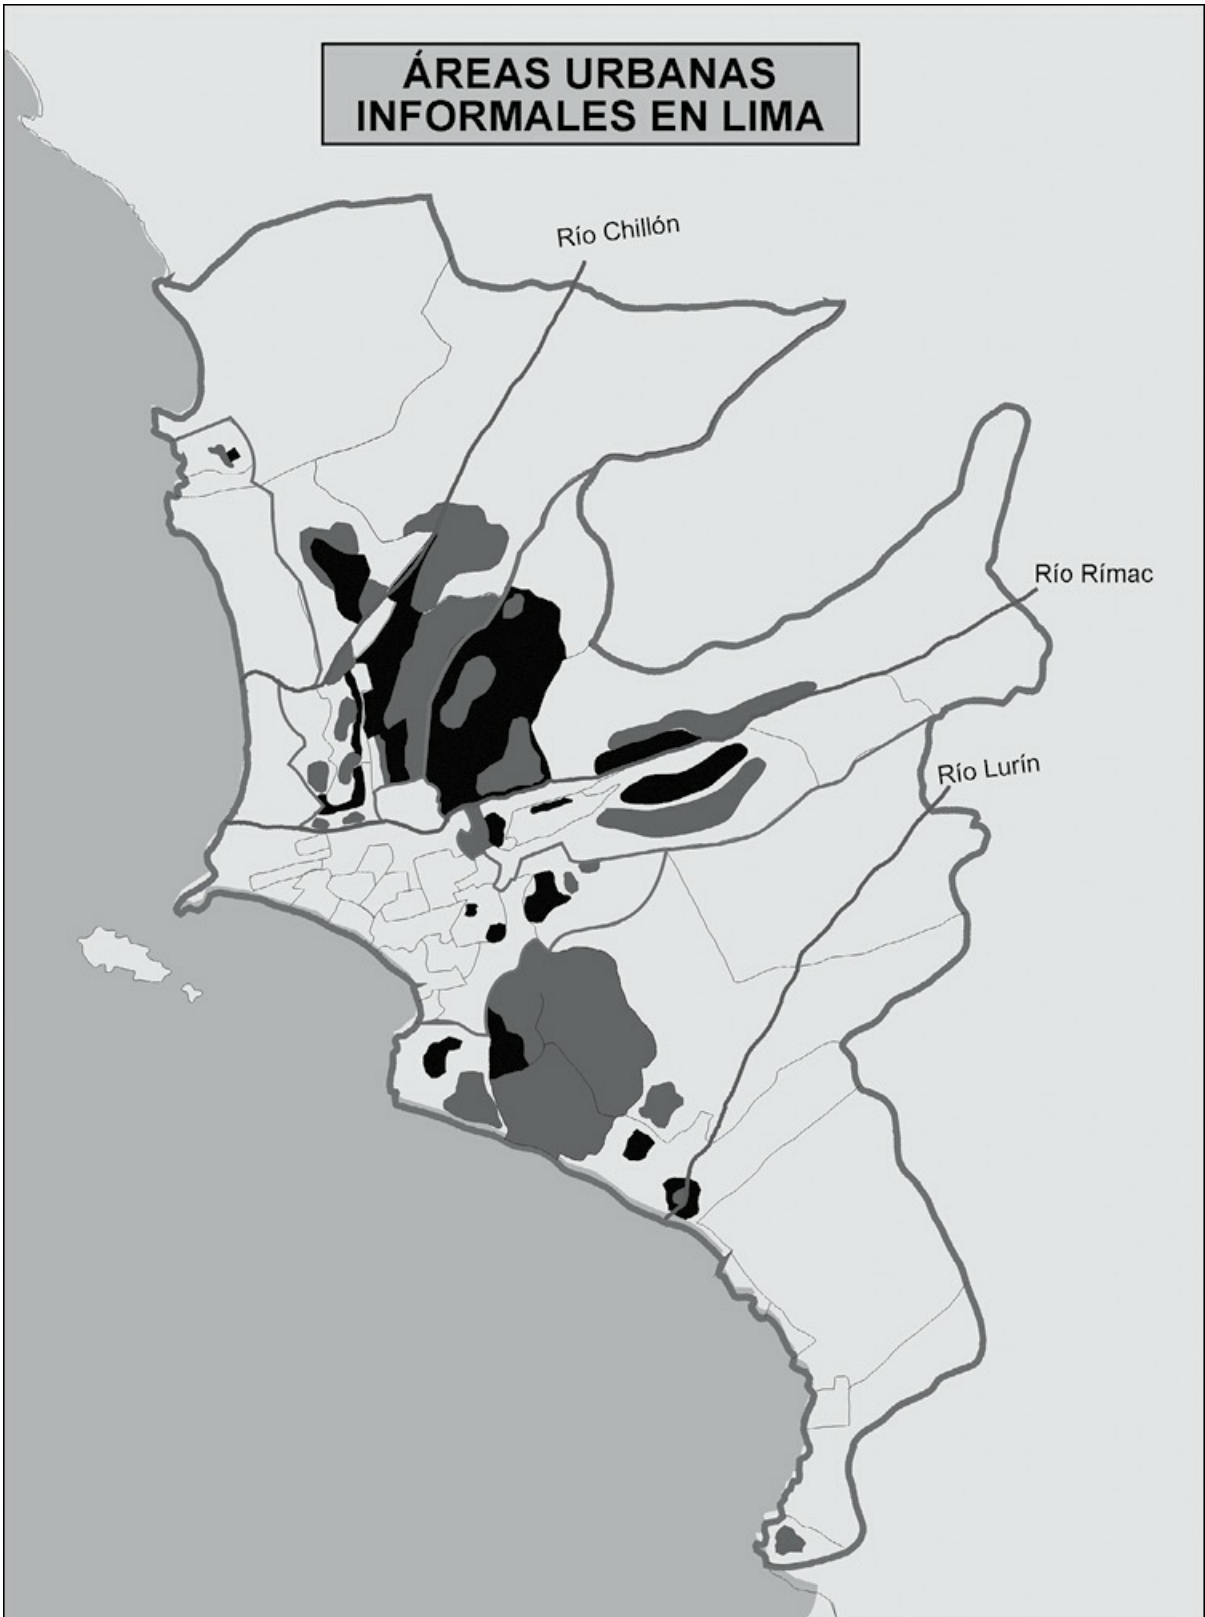 ÁREAS URBANAS
INFORMALES EN LIMA
Río Chillón
Río Rímac
Río Lurín